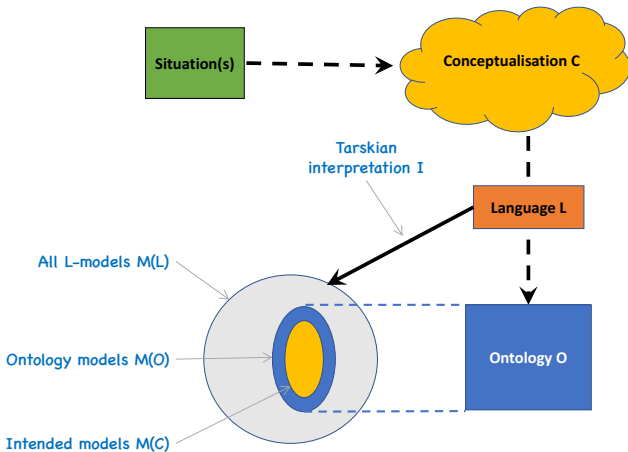 Situation(s)
Conceptualisation C
Tarskian
interpretation I
Language L
All L-models M(L)
Ontology models M(O)
Ontology O
Intended models M(C)